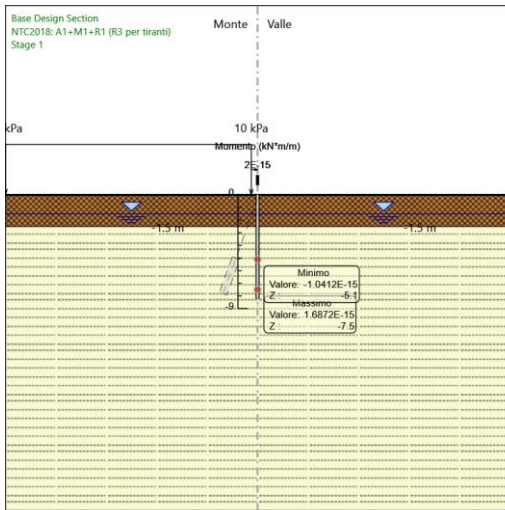 Base Design Section
NTC2018: A1+M1+R1 (R3 per tiranti)
Stage 1
Monte
Valle
kPa
10 kPa
Momento (kN*m/m)
2E-15
0
-1.5 m
-1.5 m
Minimo
Valore: -1.0412E-15
Z : -5.1
Massimo
Valore: 1.6872E-15
Z : -7.5
-9